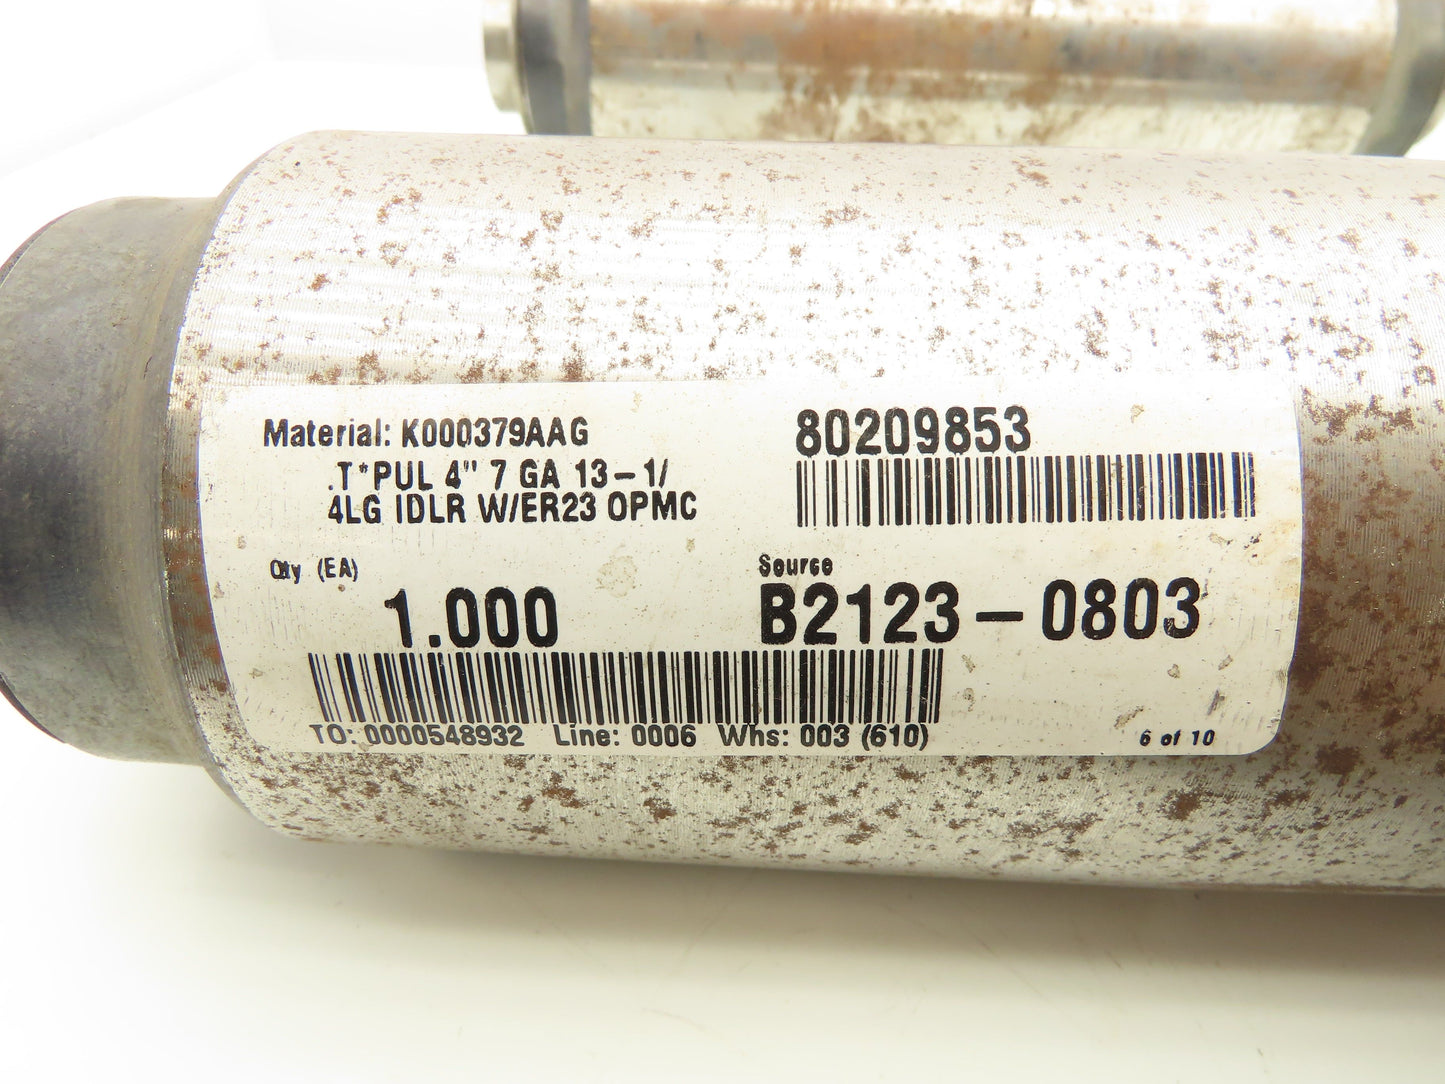 Material: K000379AAG
.T*PUL 4" 7 GA 13-1/
4LG IDLR W/ER23 OPMC
80209853
Qty (EA)
1.000
Source
B2123-0803
TO: 0000548932 Line: 0006 Whs: 003 (610)
6 of 10